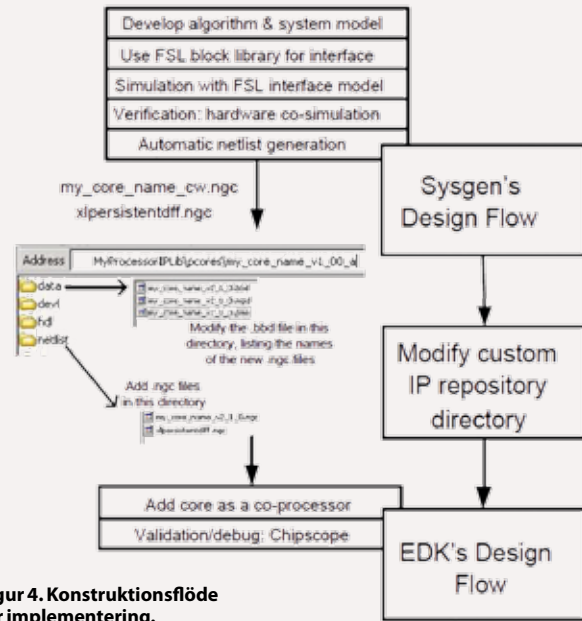 Develop algorithm & system model
Use FSL block library for interface
Simulation with FSL interface model
Verification: hardware co-simulation
Automatic netlist generation
my_core_name_cw.ngc
xlpersistentdff.ngc
Sysgen's
Design Flow
Address MyProcessorIPLib\pcores\my_core_name_v1_00_a
data
devl
hdl
netlist
Modify the .bbd file in this
directory, listing the names
of the new .ngc files
Modify custom
IP repository
directory
Add .ngc files
in this directory
xlpersistentdff.ngc
Add core as a co-processor
Validation/debug: Chipscope
EDK's Design
Flow
gur 4. Konstruktionsflöde
r implementering.